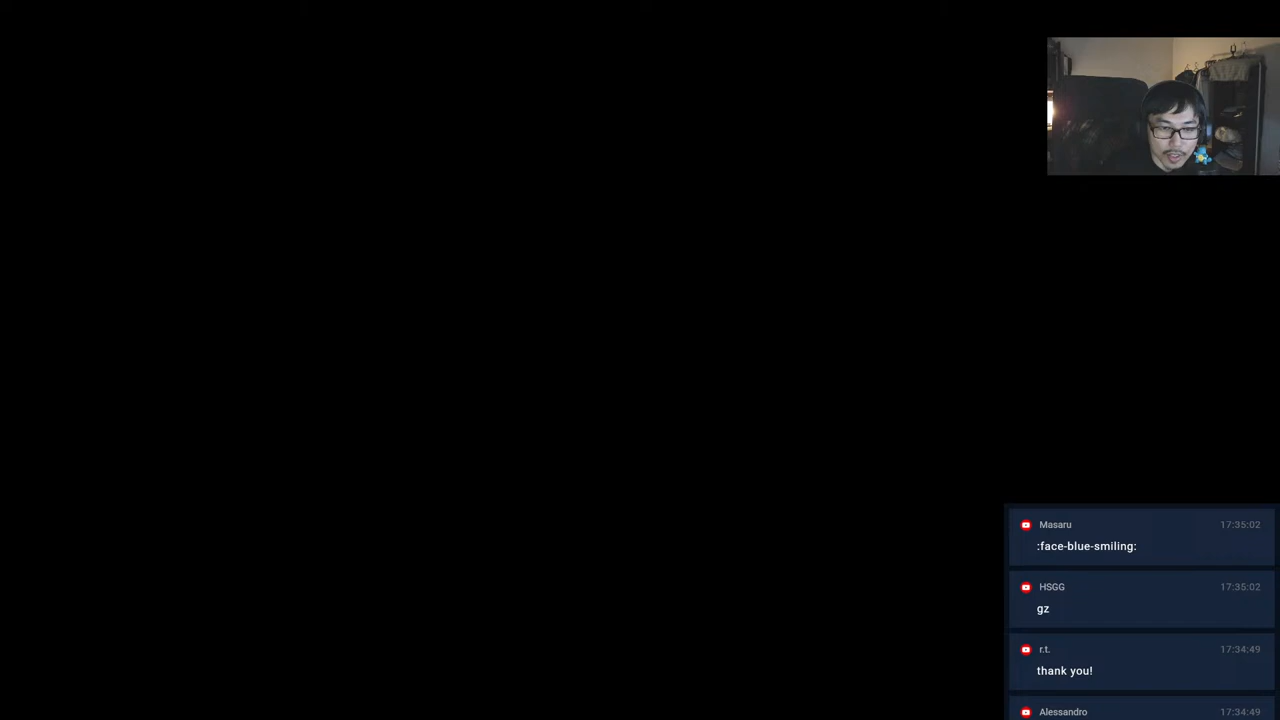 Masaru 17:35:02
:face-blue-smiling:
HSGG 17:35:02
gz
r.t. 17:34:49
thank you!
Alessandro 17:34:49